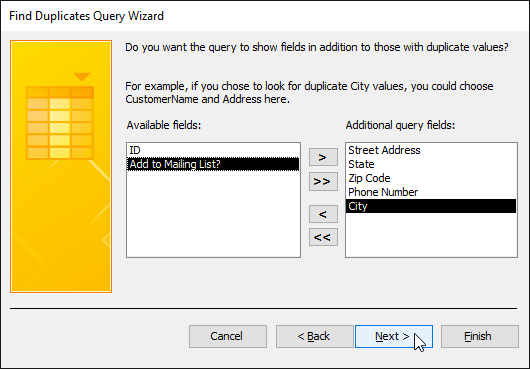 Find Duplicates Query Wizard
Do you want the query to show fields in addition to those with duplicate values?
For example, if you chose to look for duplicate City values, you could choose
CustomerName and Address here.
Available fields:
ID
Add to Mailing List?
>
>>
<
<<
Additional query fields:
Street Address
State
Zip Code
Phone Number
City
Cancel
< Back
Next >
Finish